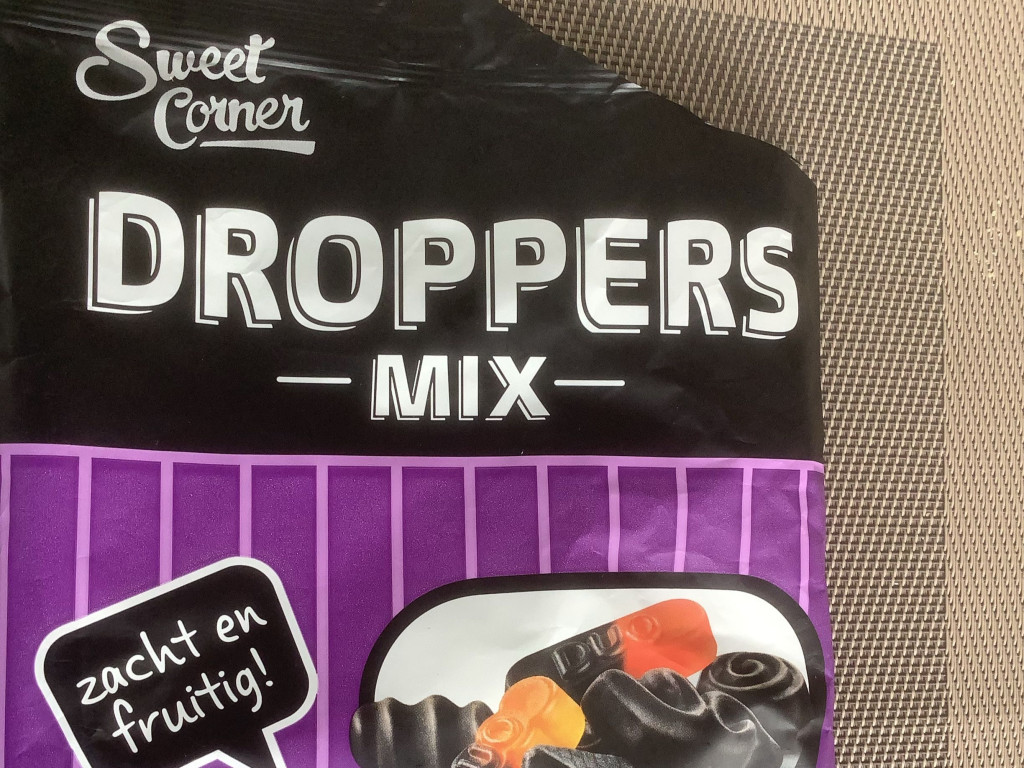 Sweet
Corner
DROPPERS
MIX
zacht en
fruitig!
DUO